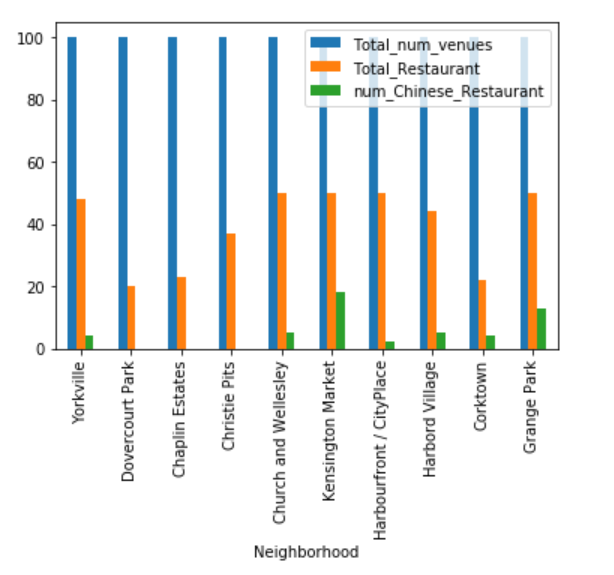 100
80
60
40
20
0
Total_num_venues
Total_Restaurant
num_Chinese_Restaurant
Yorkville
Dovercourt Park
Chaplin Estates
Christie Pits
Church and Wellesley
Kensington Market
Harbourfront / CityPlace
Harbord Village
Corktown
Grange Park
Neighborhood